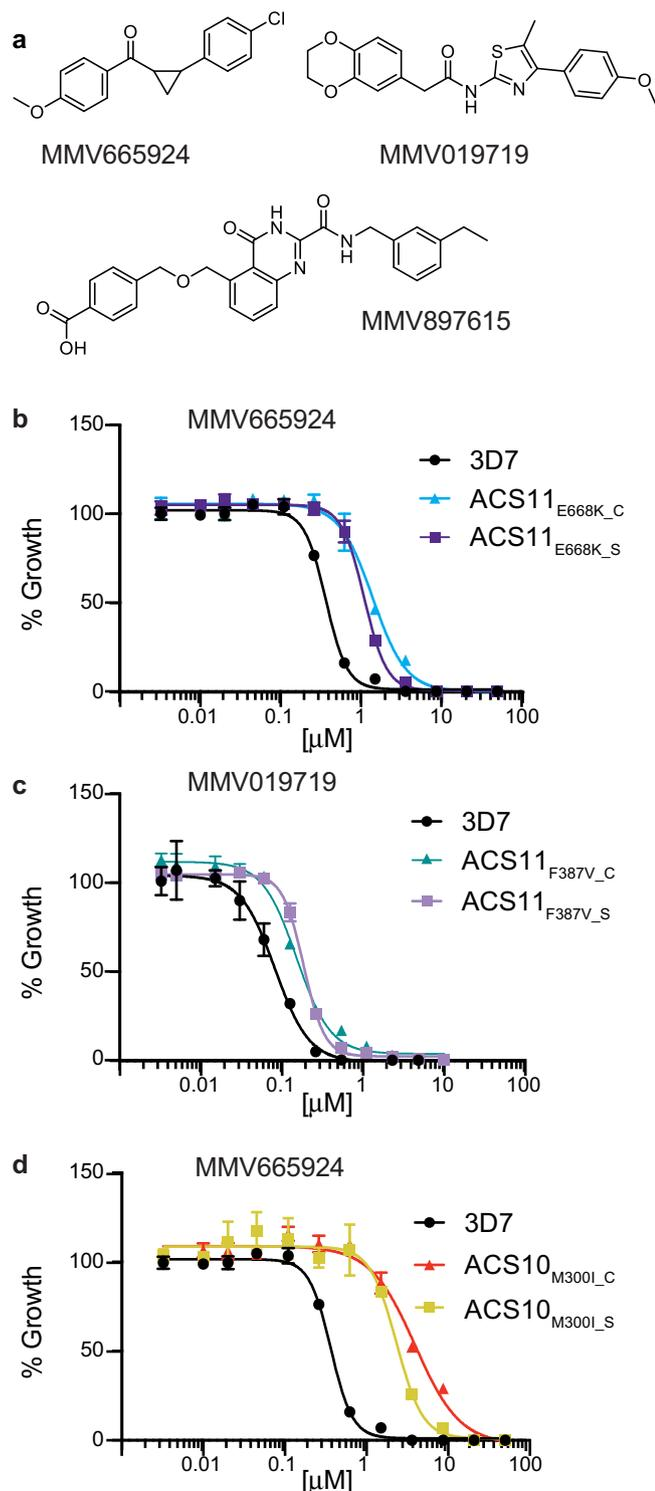 a
O
Cl
O
MMV665924
O
O
O
N
H
S
N
O
MMV019719
O
OH
O
O
H
N
N
O
N
H
MMV897615
b
MMV665924
% Growth
150
100
50
0
0.01 0.1 1 10 100
[μM]
3D7
ACS11E668K_C
ACS11E668K_S
c
MMV019719
% Growth
150
100
50
0
0.01 0.1 1 10 100
[μM]
3D7
ACS11F387V_C
ACS11F387V_S
d
MMV665924
% Growth
150
100
50
0
0.01 0.1 1 10 100
[μM]
3D7
ACS10M300I_C
ACS10M300I_S